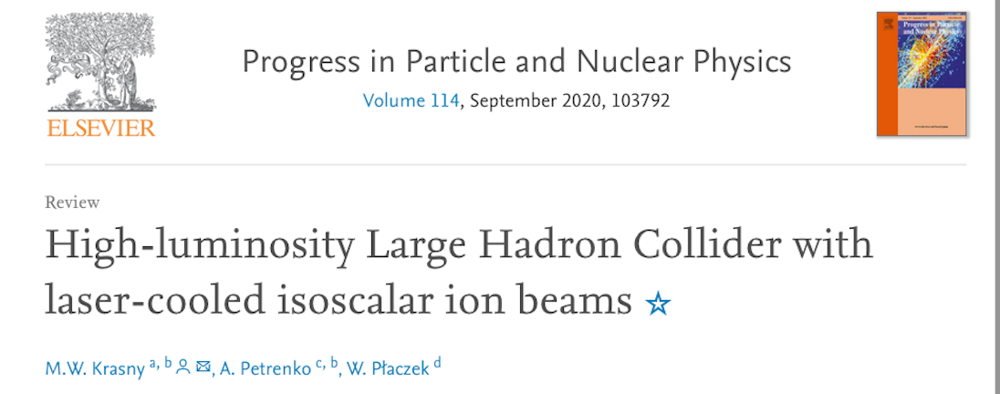 ELSEVIER
Progress in Particle and Nuclear Physics
Volume 114, September 2020, 103792
Progress in Particle
and Nuclear Physics
Review
High-luminosity Large Hadron Collider with
laser-cooled isoscalar ion beams
M.W. Krasny a, b, A. Petrenko c, b, W. Płaczek d